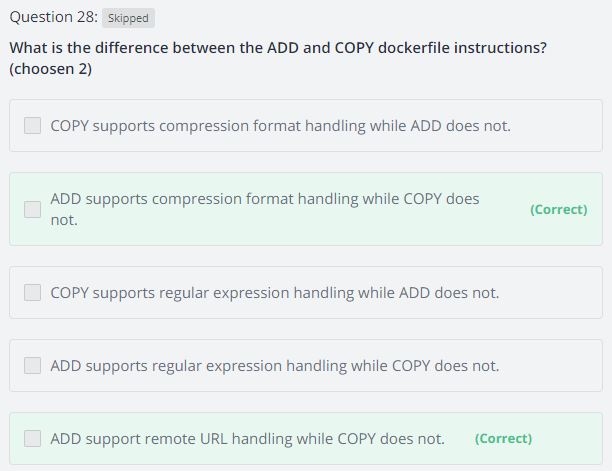 Question 28: Skipped
What is the difference between the ADD and COPY dockerfile instructions?
(choosen 2)
COPY supports compression format handling while ADD does not.
ADD supports compression format handling while COPY does
not.
(Correct)
COPY supports regular expression handling while ADD does not.
ADD supports regular expression handling while COPY does not.
ADD support remote URL handling while COPY does not. (Correct)